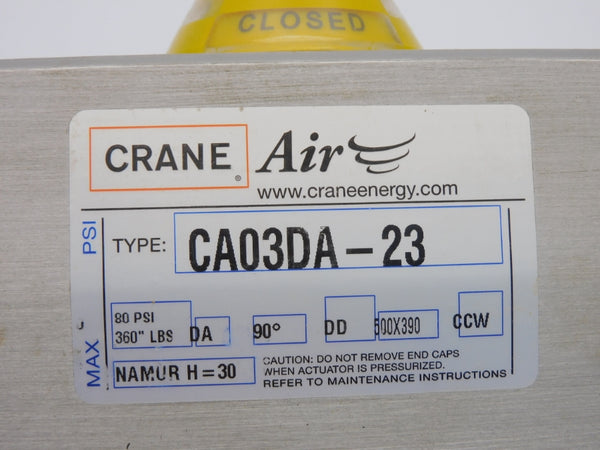 CLOSED
CRANE® Air
www.craneenergy.com
MAX PSI
TYPE: CA03DA-23
80 PSI
360" LBS DA 90° DD 500X390 CCW
NAMUR H=30
CAUTION: DO NOT REMOVE END CAPS
WHEN ACTUATOR IS PRESSURIZED.
REFER TO MAINTENANCE INSTRUCTIONS